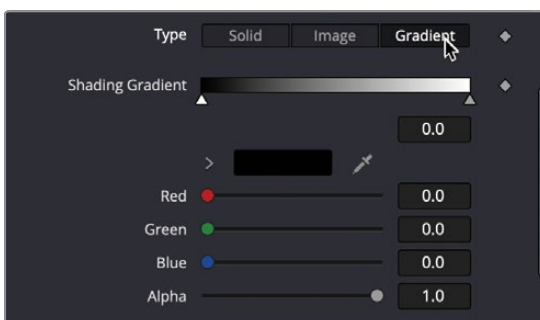 Type Solid Image Gradient
Shading Gradient
0.0
Red 0.0
Green 0.0
Blue 0.0
Alpha 1.0